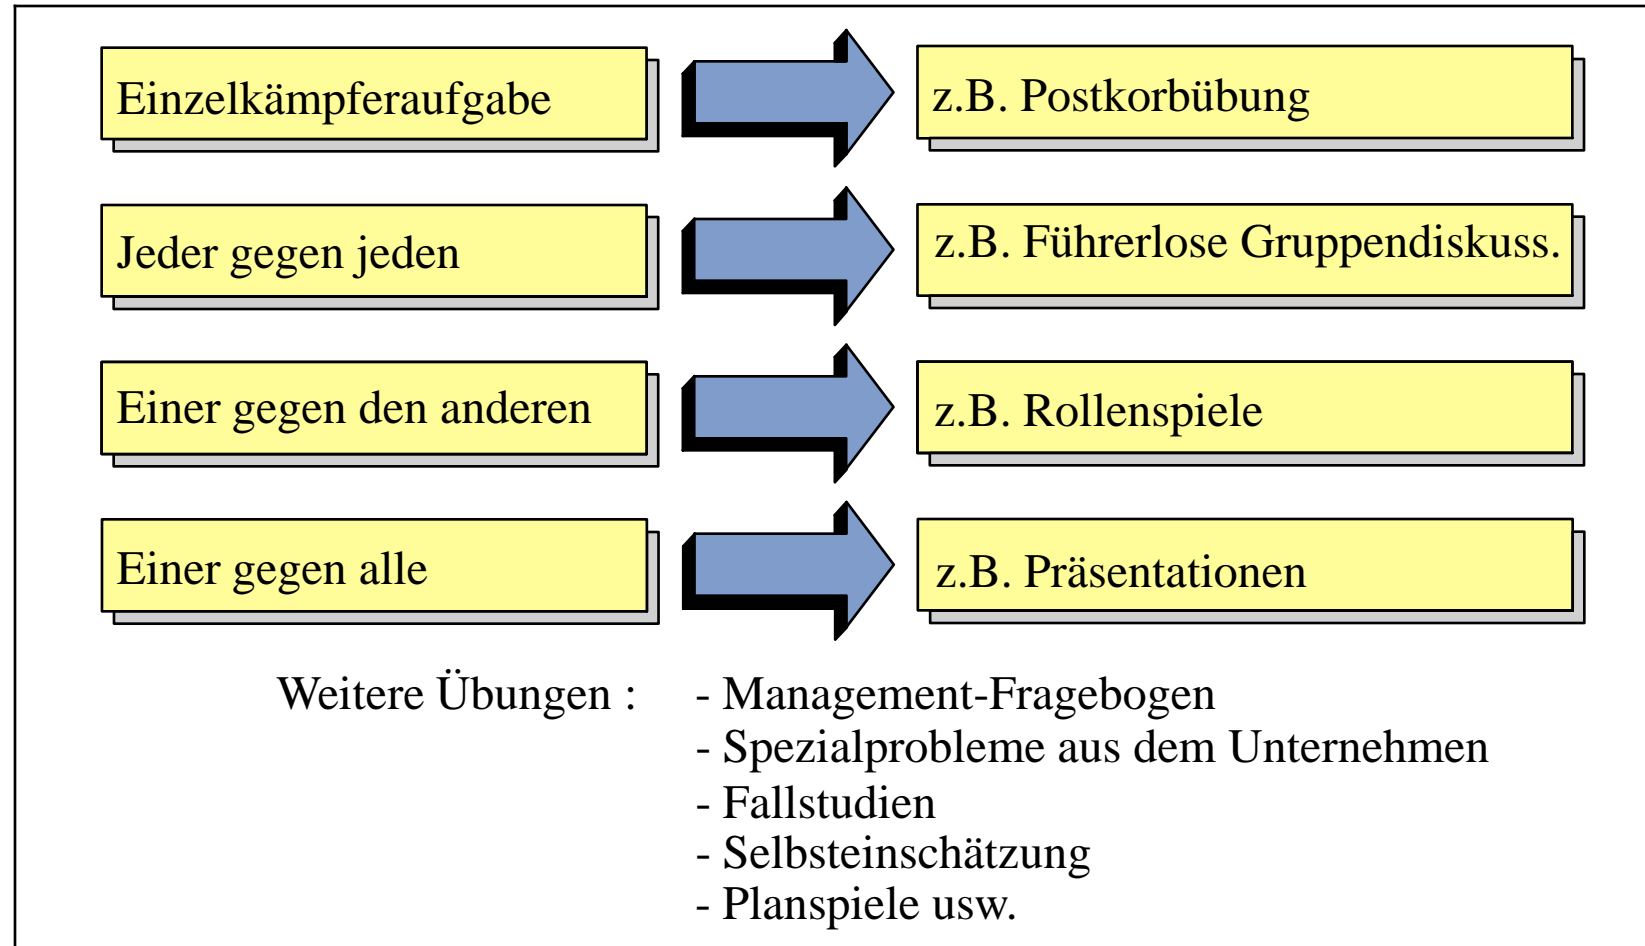 Einzelkämpferaufgabe
z.B. Postkorbübung
Jeder gegen jeden
z.B. Führerlose Gruppendiskuss.
Einer gegen den anderen
z.B. Rollenspiele
Einer gegen alle
z.B. Präsentationen
Weitere Übungen : - Management-Fragebogen
- Spezialprobleme aus dem Unternehmen
- Fallstudien
- Selbsteinschätzung
- Planspiele usw.